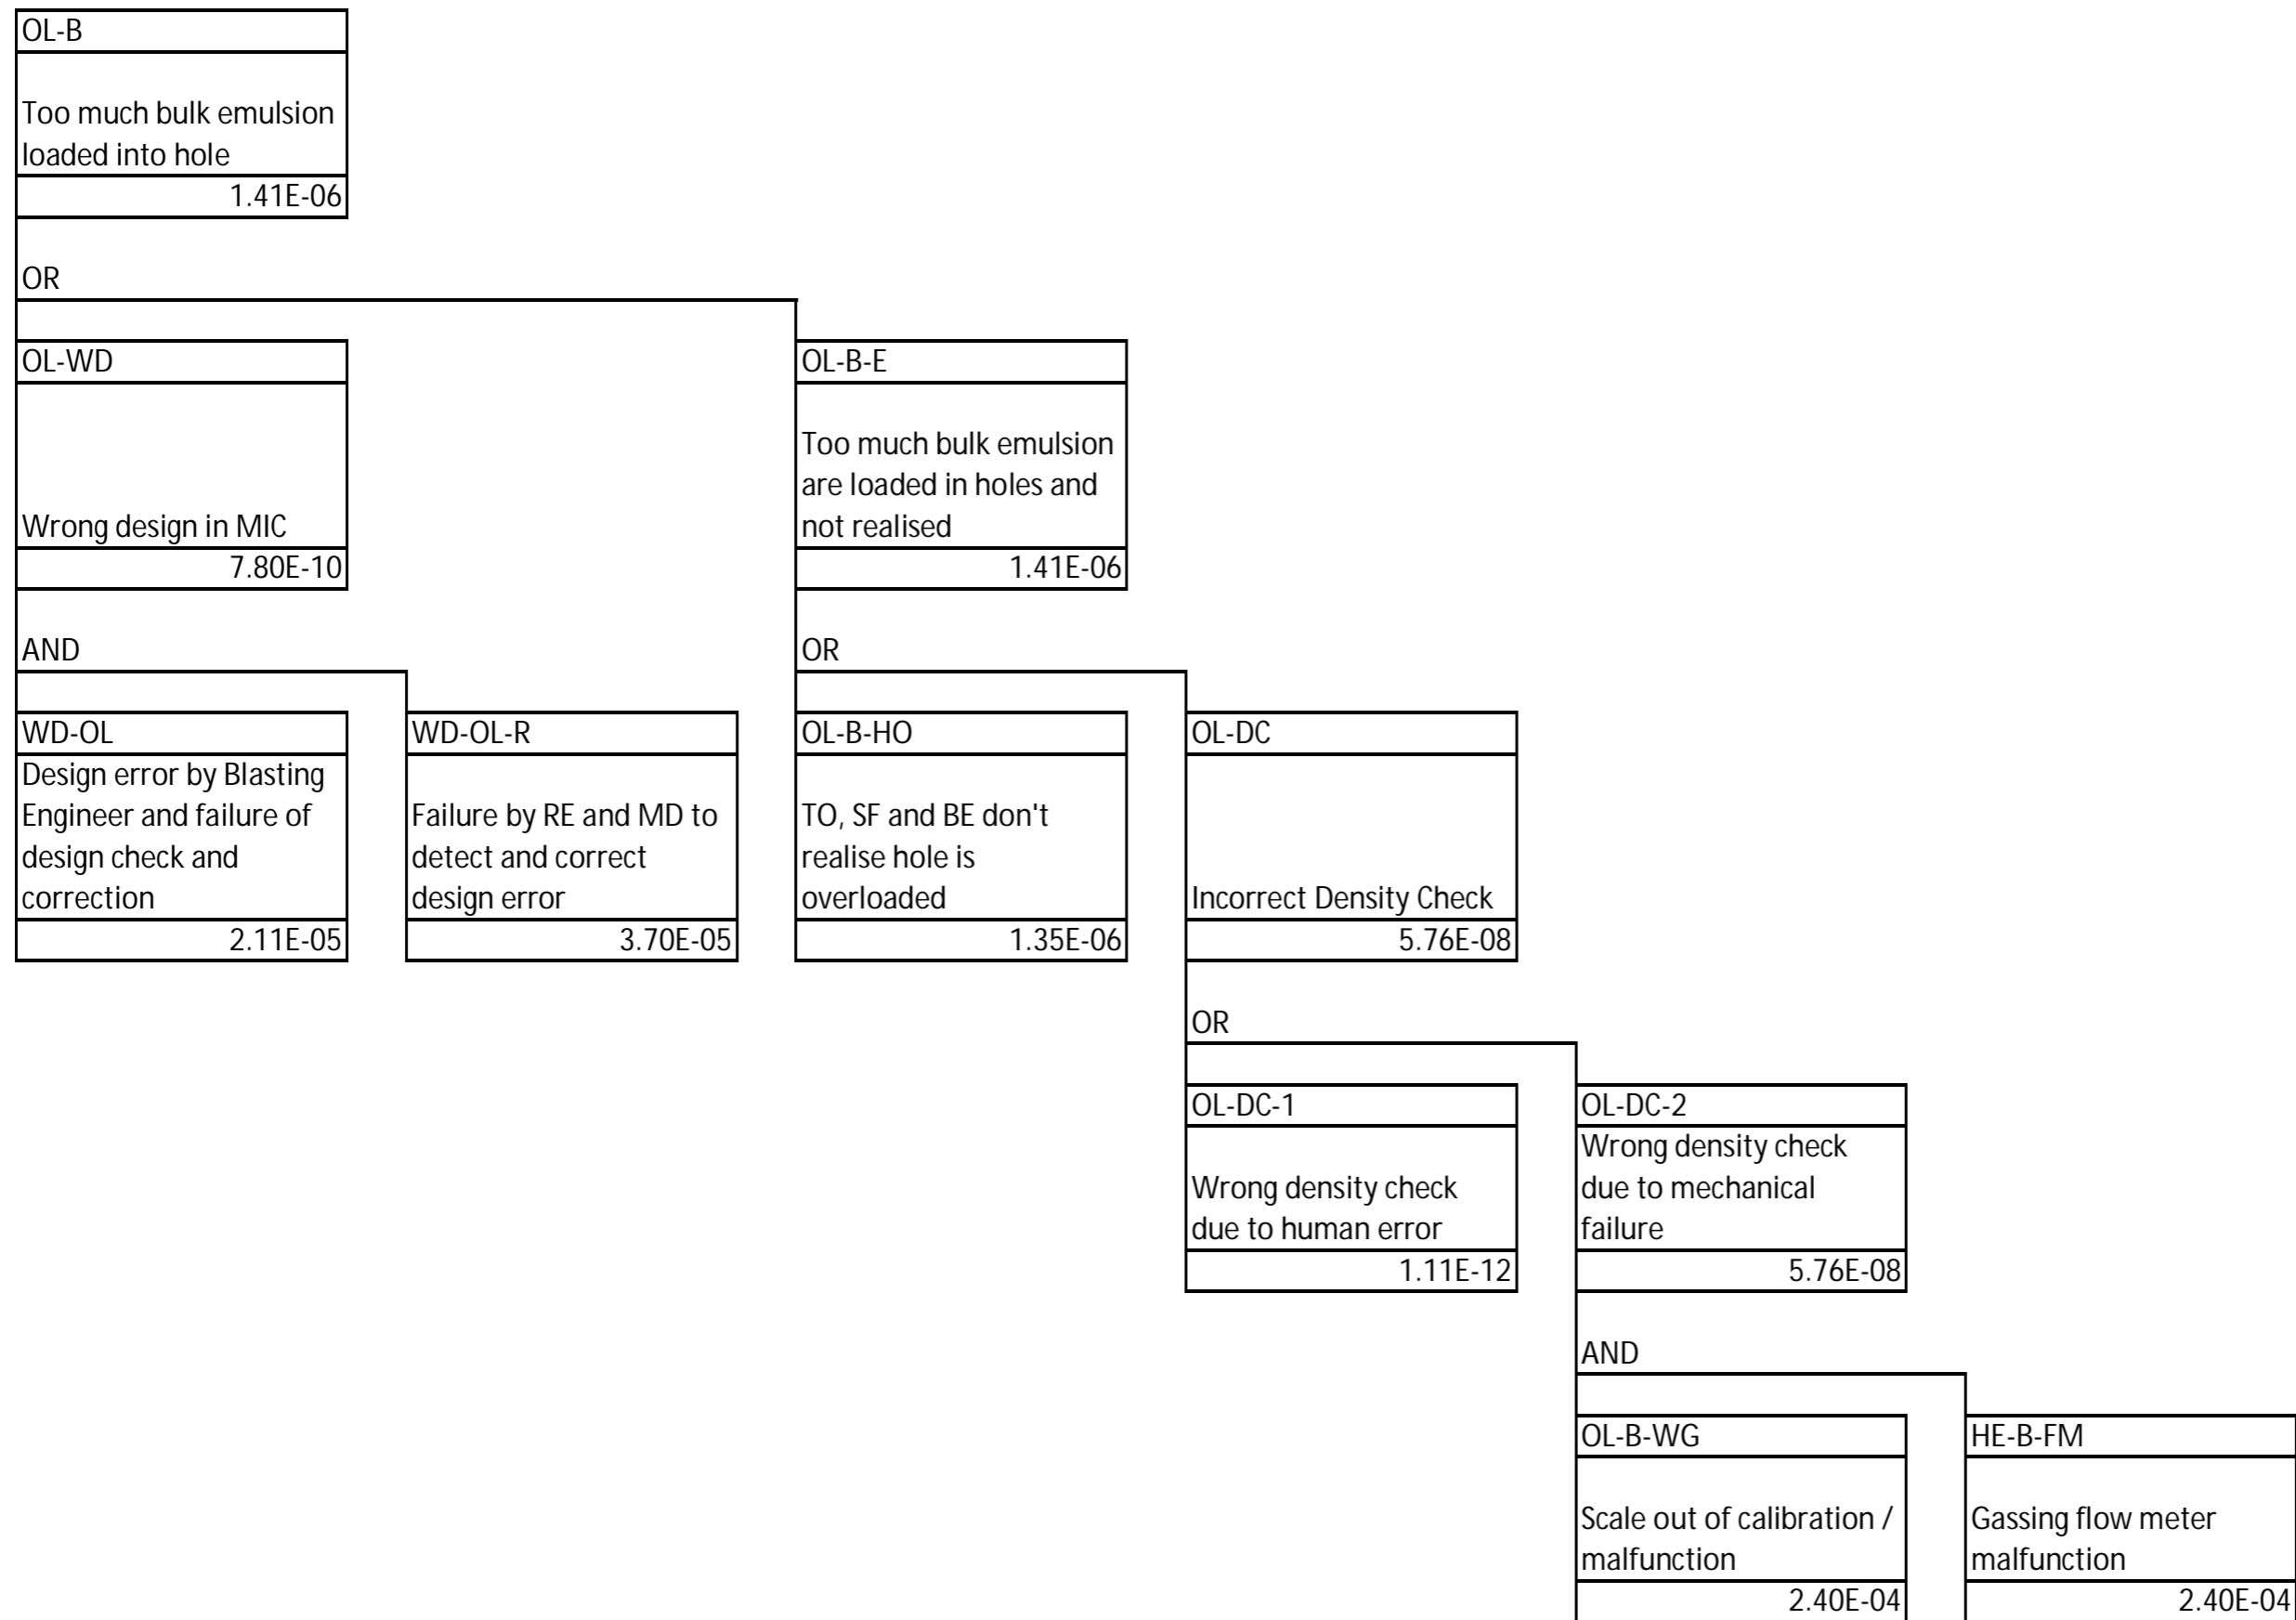 OL-B
Too much bulk emulsion
loaded into hole
1.41E-06
OR
OL-WD
Wrong design in MIC
7.80E-10
OL-B-E
Too much bulk emulsion
are loaded in holes and
not realised
1.41E-06
AND
OR
WD-OL
Design error by Blasting
Engineer and failure of
design check and
correction
2.11E-05
WD-OL-R
Failure by RE and MD to
detect and correct
design error
3.70E-05
OL-B-HO
TO, SF and BE don't
realise hole is
overloaded
1.35E-06
OL-DC
Incorrect Density Check
5.76E-08
OR
OL-DC-1
Wrong density check
due to human error
1.11E-12
OL-DC-2
Wrong density check
due to mechanical
failure
5.76E-08
AND
OL-B-WG
Scale out of calibration /
malfunction
2.40E-04
HE-B-FM
Gassing flow meter
malfunction
2.40E-04